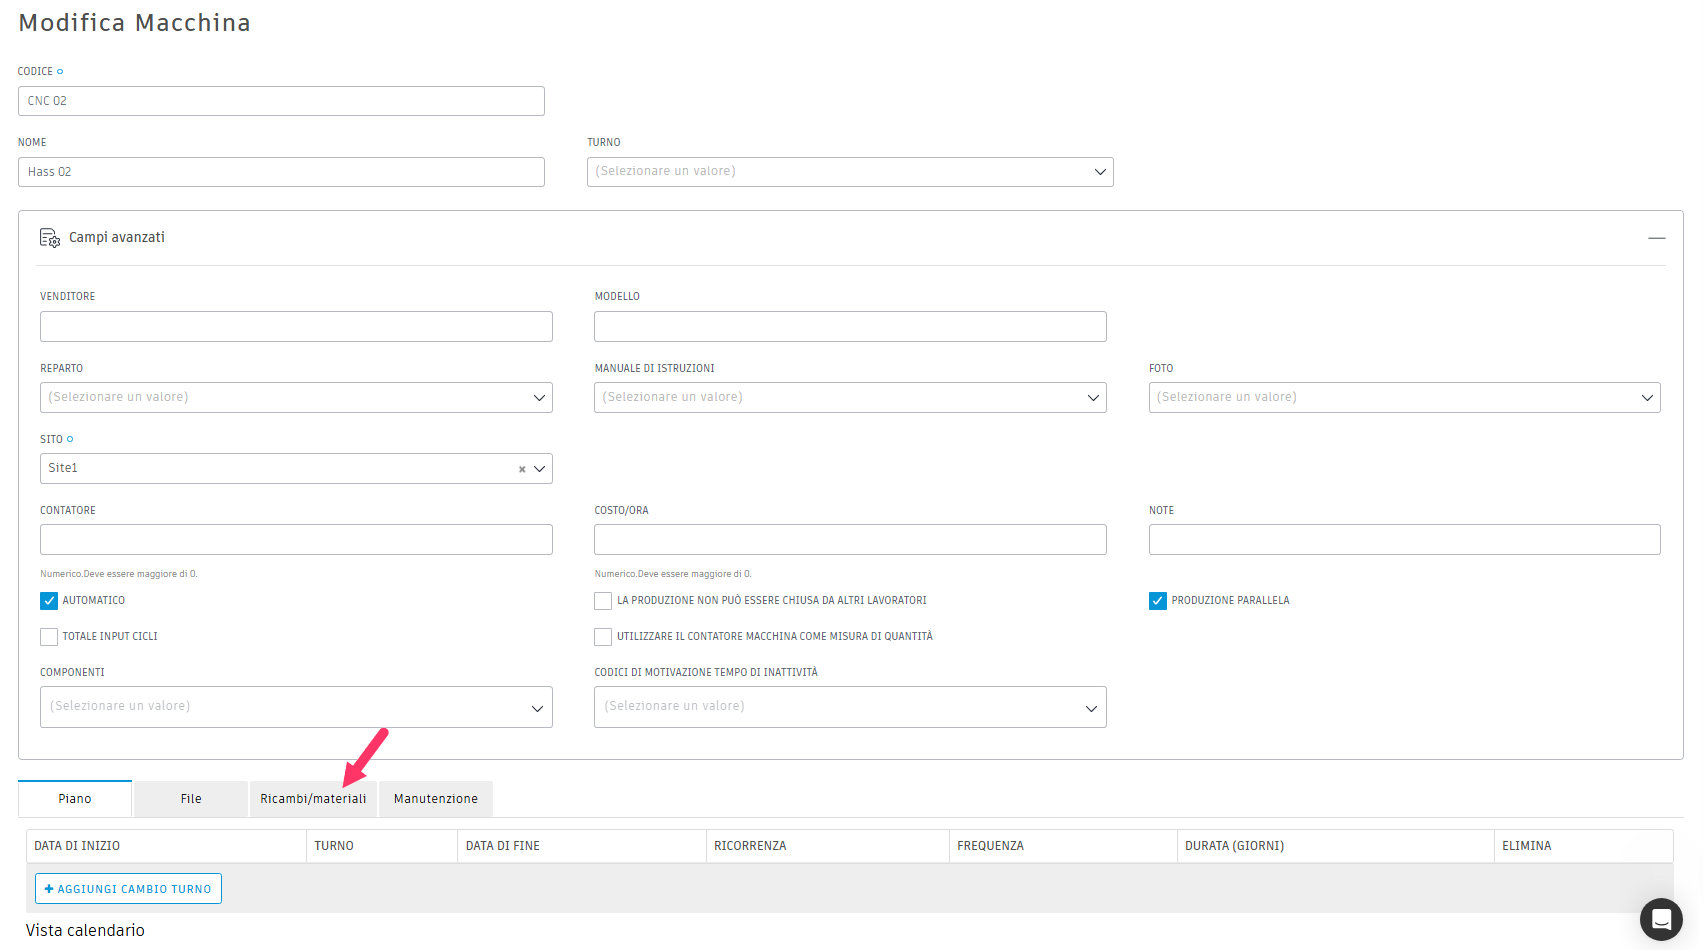 Modifica Macchina
CODICE
CNC 02
NOME
TURNO
Hass 02
(Selezionare un valore)
Campi avanzati
VENDITORE
MODELLO
REPARTO
MANUALE DI ISTRUZIONI
FOTO
(Selezionare un valore)
(Selezionare un valore)
(Selezionare un valore)
SITO
Site1
CONTATORE
COSTO/ORA
NOTE
Numerico.Deve essere maggiore di 0.
Numerico.Deve essere maggiore di 0.
AUTOMATICO
LA PRODUZIONE NON PUÒ ESSERE CHIUSA DA ALTRI LAVORATORI
PRODUZIONE PARALLELA
TOTALE INPUT CICLI
UTILIZZARE IL CONTATORE MACCHINA COME MISURA DI QUANTITÀ
COMPONENTI
CODICI DI MOTIVAZIONE TEMPO DI INATTIVITÀ
(Selezionare un valore)
(Selezionare un valore)
Piano
File
Ricambi/materiali
Manutenzione
DATA DI INIZIO
TURNO
DATA DI FINE
RICORRENZA
FREQUENZA
DURATA (GIORNI)
ELIMINA
+ AGGIUNGI CAMBIO TURNO
Vista calendario